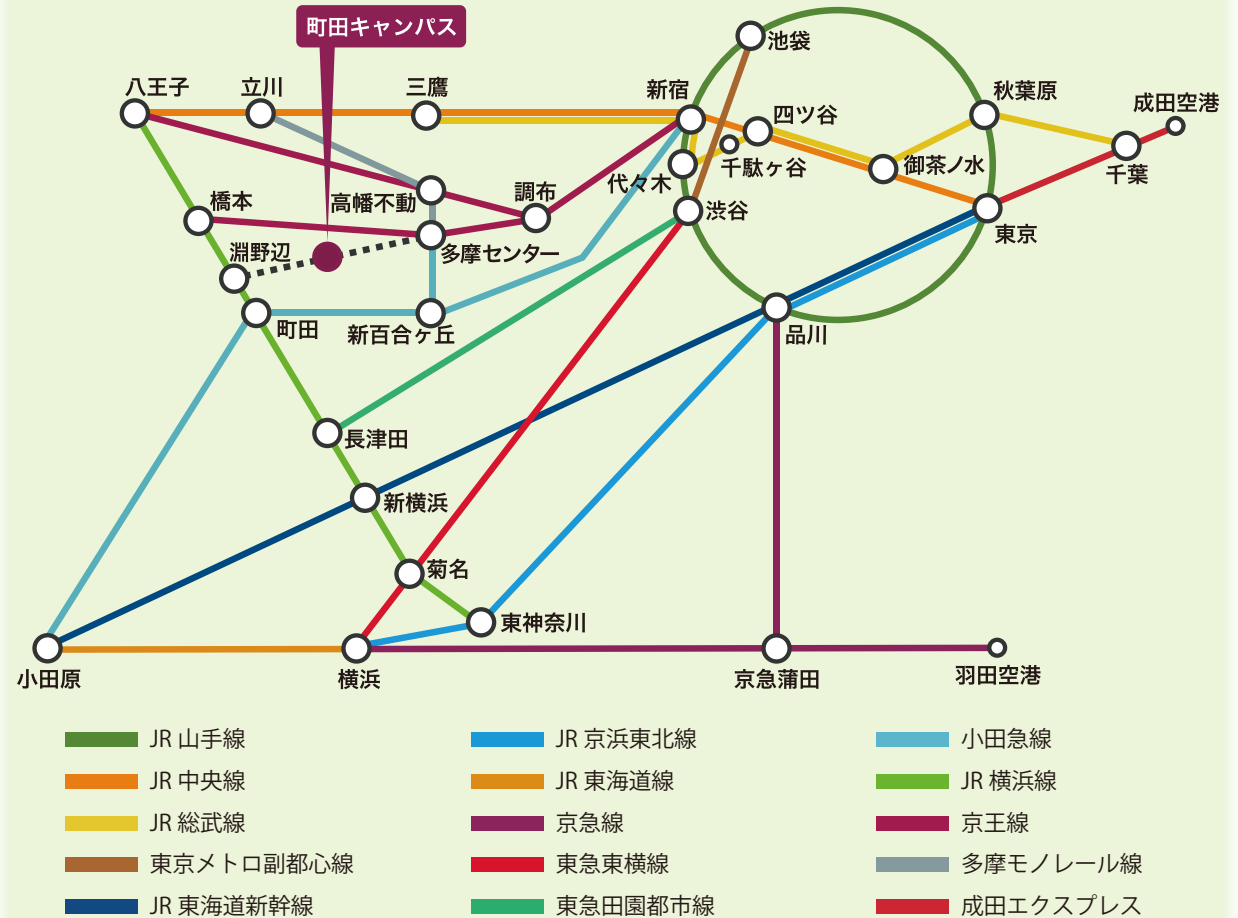 町田キャンパス
池袋
八王子
立川
三鷹
新宿
秋葉原
成田空港
四ツ谷
千駄ヶ谷
御茶ノ水
千葉
代々木
高幡不動
調布
橋本
渋谷
東京
淵野辺
多摩センター
町田
新百合ヶ丘
品川
長津田
新横浜
菊名
東神奈川
小田原
横浜
京急蒲田
羽田空港
JR 山手線
JR 京浜東北線
小田急線
JR 中央線
JR 東海道線
JR 横浜線
JR 総武線
京急線
京王線
東京メトロ副都心線
東急東横線
多摩モノレール線
JR 東海道新幹線
東急田園都市線
成田エクスプレス